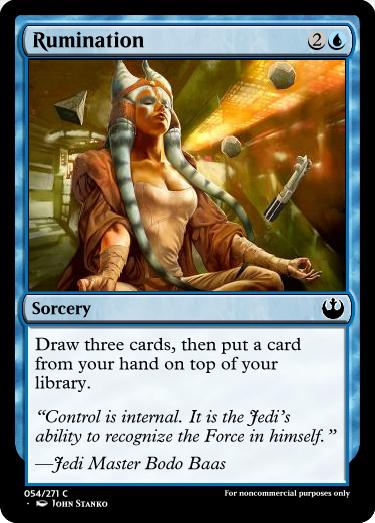 Rumination 2
Sorcery
Draw three cards, then put a card
from your hand on top of your
library.
“Control is internal. It is the Jedi’s
ability to recognize the Force in himself.”
—Jedi Master Bodo Baas
054/271 C
For noncommercial purposes only
· John Stanko